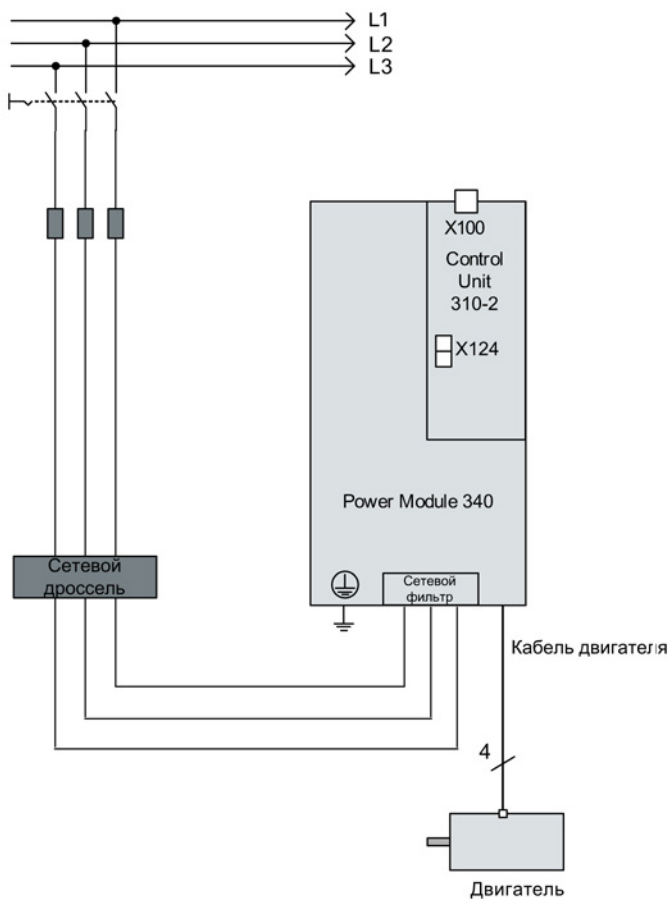 L1
L2
L3
X100
Control
Unit
310-2
X124
Power Module 340
Сетевой
дроссель
Сетевой
фильтр
Кабель двигателя
4
Двигатель